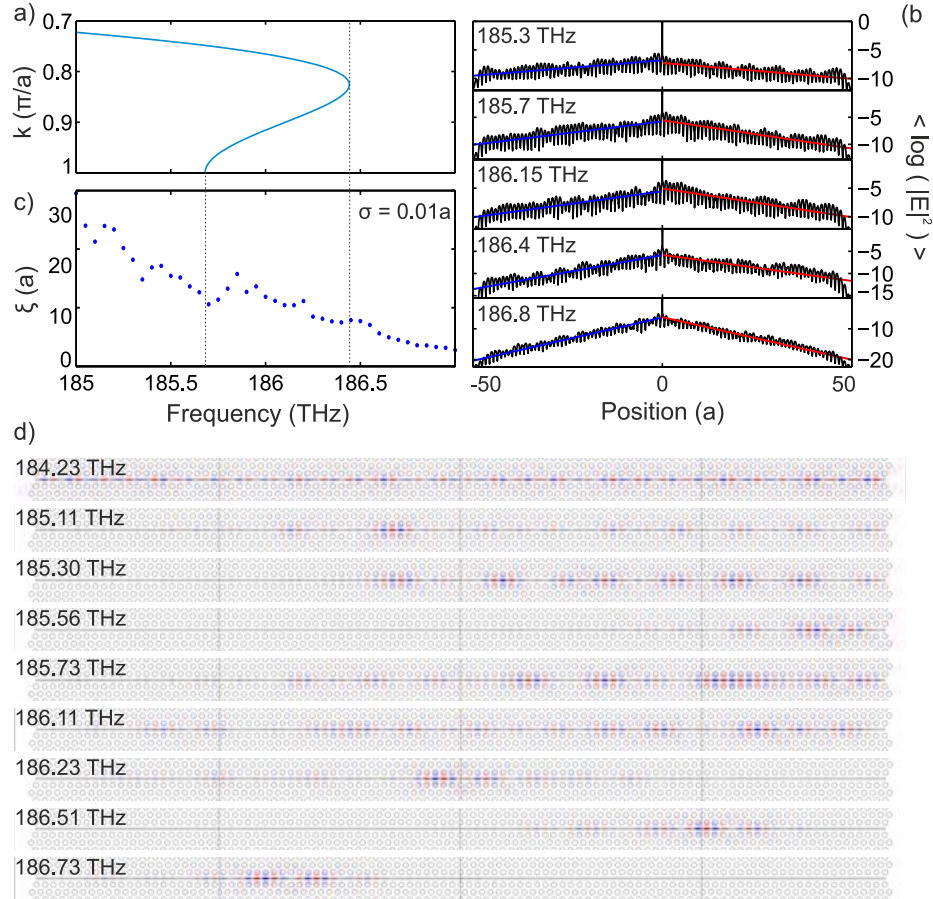 a)
0.7
0.8
0.9
1
k (π/a)
c)
30
20
10
0
ξ (a)
σ = 0.01a
185
185.5
186
186.5
Frequency (THz)
(b)
185.3 THz
185.7 THz
186.15 THz
186.4 THz
186.8 THz
0
−5
−10
−5
−10
−5
−10
−5
−10
−15
−10
−20
< log ( |E|² ) >
-50
0
50
Position (a)
d)
184.23 THz
185.11 THz
185.30 THz
185.56 THz
185.73 THz
186.11 THz
186.23 THz
186.51 THz
186.73 THz